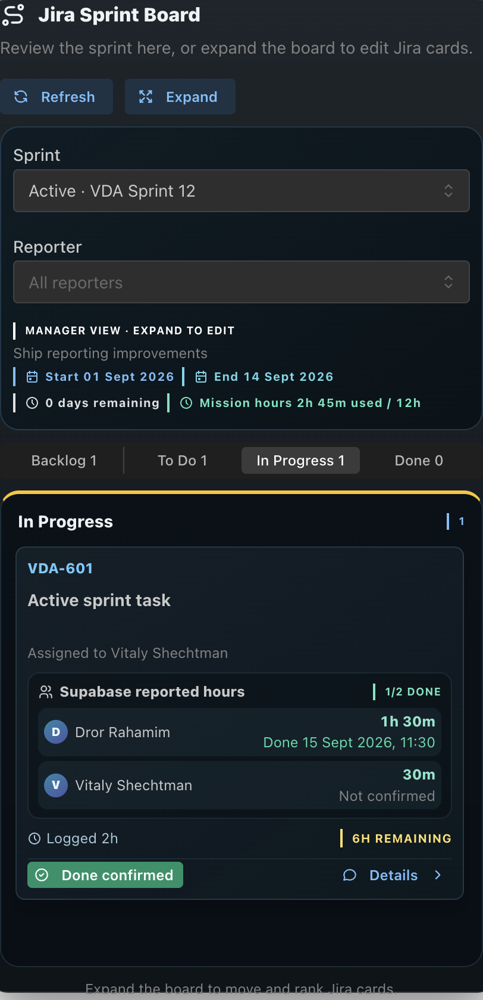 Jira Sprint Board
Review the sprint here, or expand the board to edit Jira cards.
Refresh
Expand
Sprint
Active · VDA Sprint 12
Reporter
All reporters
MANAGER VIEW · EXPAND TO EDIT
Ship reporting improvements
Start 01 Sept 2026
End 14 Sept 2026
0 days remaining
Mission hours 2h 45m used / 12h
Backlog 1
To Do 1
In Progress 1
Done 0
In Progress
1
VDA-601
Active sprint task
Assigned to Vitaly Shechtman
Supabase reported hours
1/2 DONE
D
Dror Rahamim
1h 30m
Done 15 Sept 2026, 11:30
V
Vitaly Shechtman
30m
Not confirmed
Logged 2h
6H REMAINING
Done confirmed
Details
Expand the board to move and rank Jira cards.